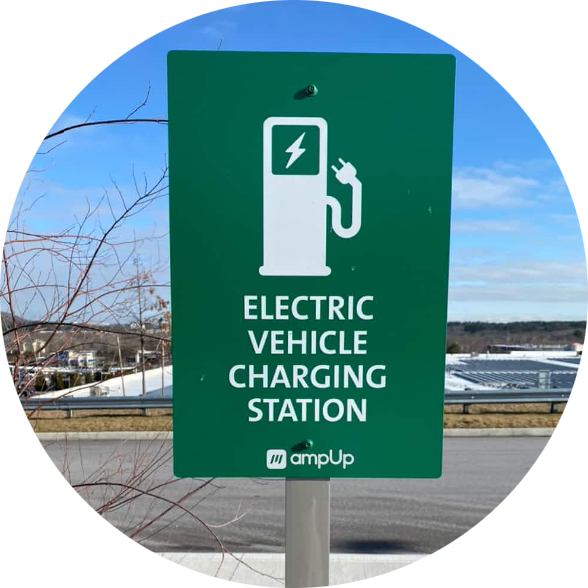 ELECTRIC
VEHICLE
CHARGING
STATION
ampUp